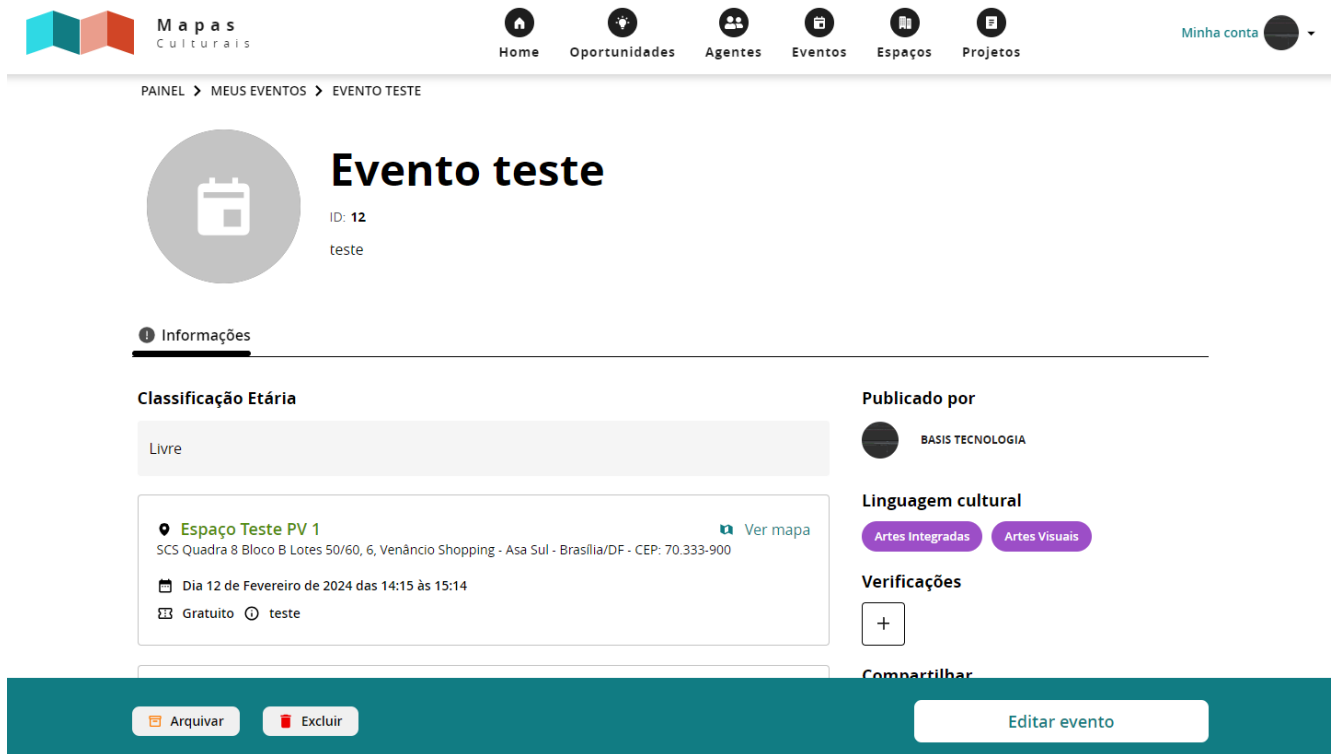 Mapas
Culturais
Home
Oportunidades
Agentes
Eventos
Espaços
Projetos
Minha conta
PAINEL > MEUS EVENTOS > EVENTO TESTE
Evento teste
ID: 12
teste
Informações
Classificação Etária
Livre
Espaço Teste PV 1
Ver mapa
SCS Quadra 8 Bloco B Lotes 50/60, 6, Venâncio Shopping - Asa Sul - Brasília/DF - CEP: 70.333-900
Dia 12 de Fevereiro de 2024 das 14:15 às 15:14
Gratuito teste
Publicado por
BASIS TECNOLOGIA
Linguagem cultural
Artes Integradas
Artes Visuais
Verificações
+
Compartilhar
Arquivar
Excluir
Editar evento